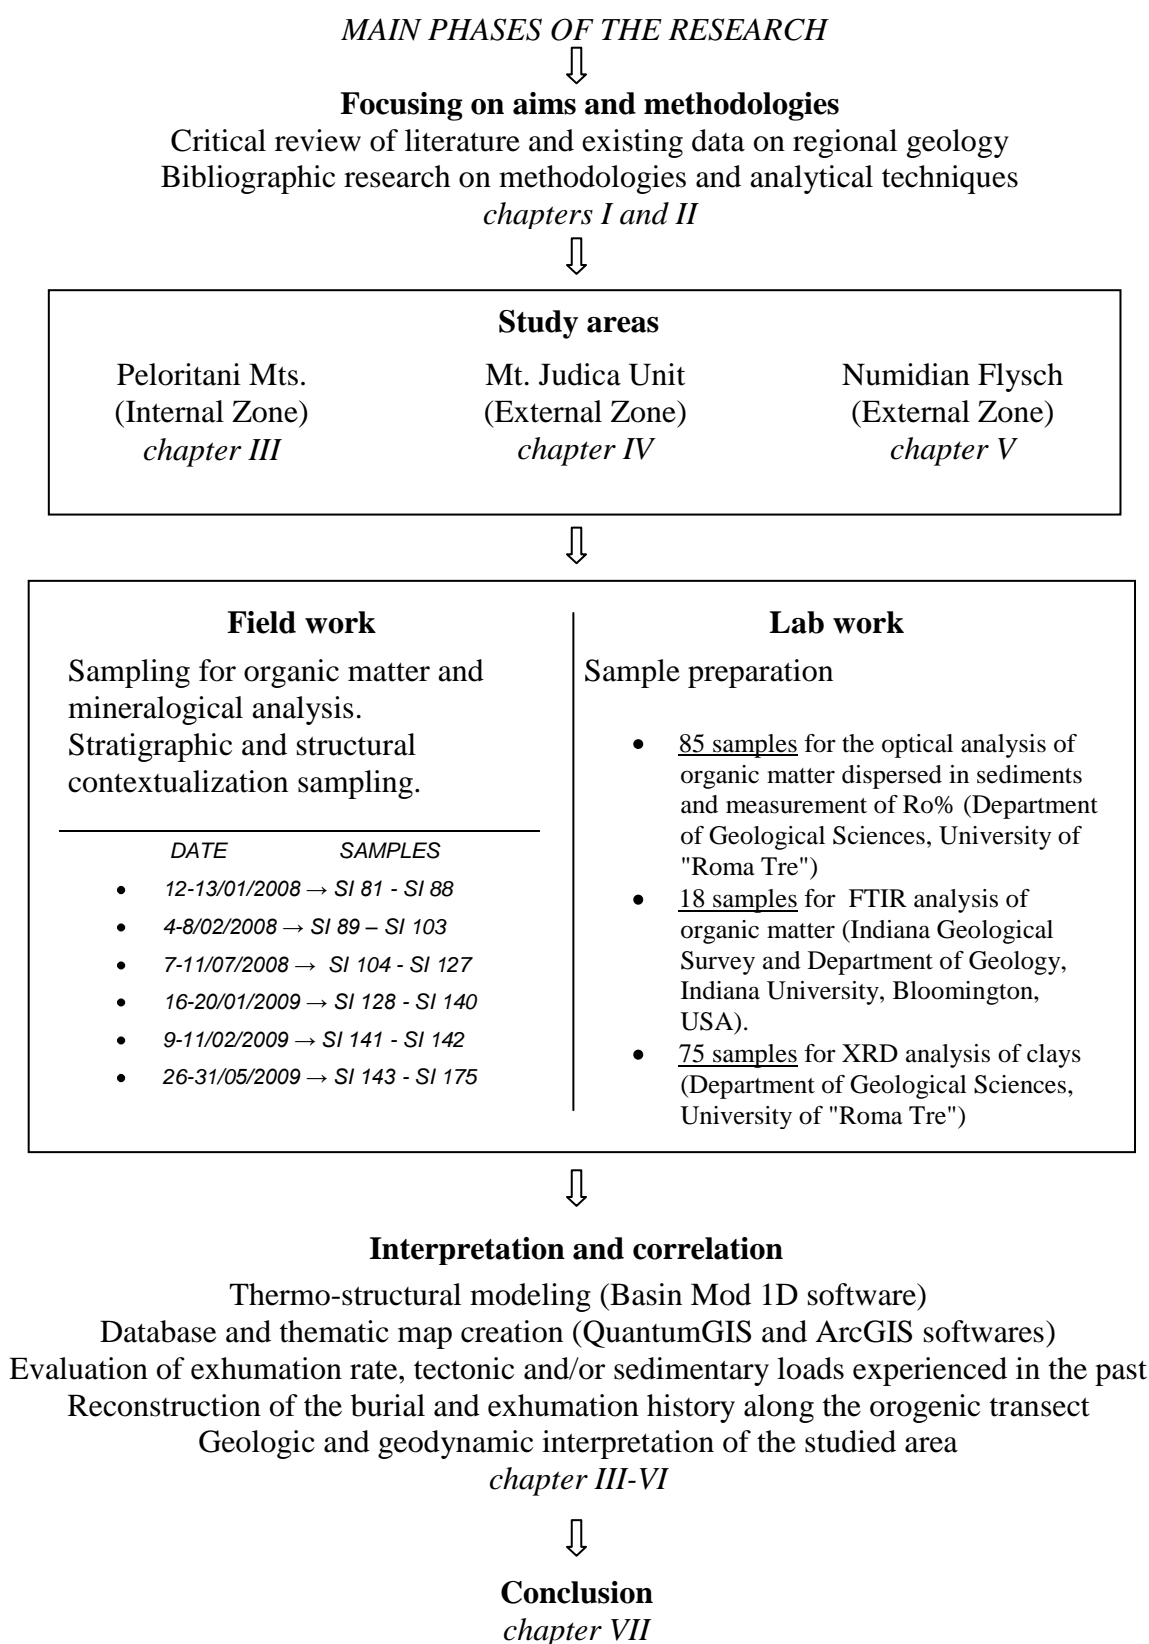 MAIN PHASES OF THE RESEARCH
Focusing on aims and methodologies
Critical review of literature and existing data on regional geology
Bibliographic research on methodologies and analytical techniques
chapters I and II
Study areas
Peloritani Mts.
(Internal Zone)
chapter III
Mt. Judica Unit
(External Zone)
chapter IV
Numidian Flysch
(External Zone)
chapter V
Field work
Sampling for organic matter and
mineralogical analysis.
Stratigraphic and structural
contextualization sampling.
DATE SAMPLES
• 12-13/01/2008 → SI 81 - SI 88
• 4-8/02/2008 → SI 89 – SI 103
• 7-11/07/2008 → SI 104 - SI 127
• 16-20/01/2009 → SI 128 - SI 140
• 9-11/02/2009 → SI 141 - SI 142
• 26-31/05/2009 → SI 143 - SI 175
Lab work
Sample preparation
• 85 samples for the optical analysis of
organic matter dispersed in sediments
and measurement of Ro% (Department
of Geological Sciences, University of
"Roma Tre")
• 18 samples for FTIR analysis of
organic matter (Indiana Geological
Survey and Department of Geology,
Indiana University, Bloomington,
USA).
• 75 samples for XRD analysis of clays
(Department of Geological Sciences,
University of "Roma Tre")
Interpretation and correlation
Thermo-structural modeling (Basin Mod 1D software)
Database and thematic map creation (QuantumGIS and ArcGIS softwares)
Evaluation of exhumation rate, tectonic and/or sedimentary loads experienced in the past
Reconstruction of the burial and exhumation history along the orogenic transect
Geologic and geodynamic interpretation of the studied area
chapter III-VI
Conclusion
chapter VII